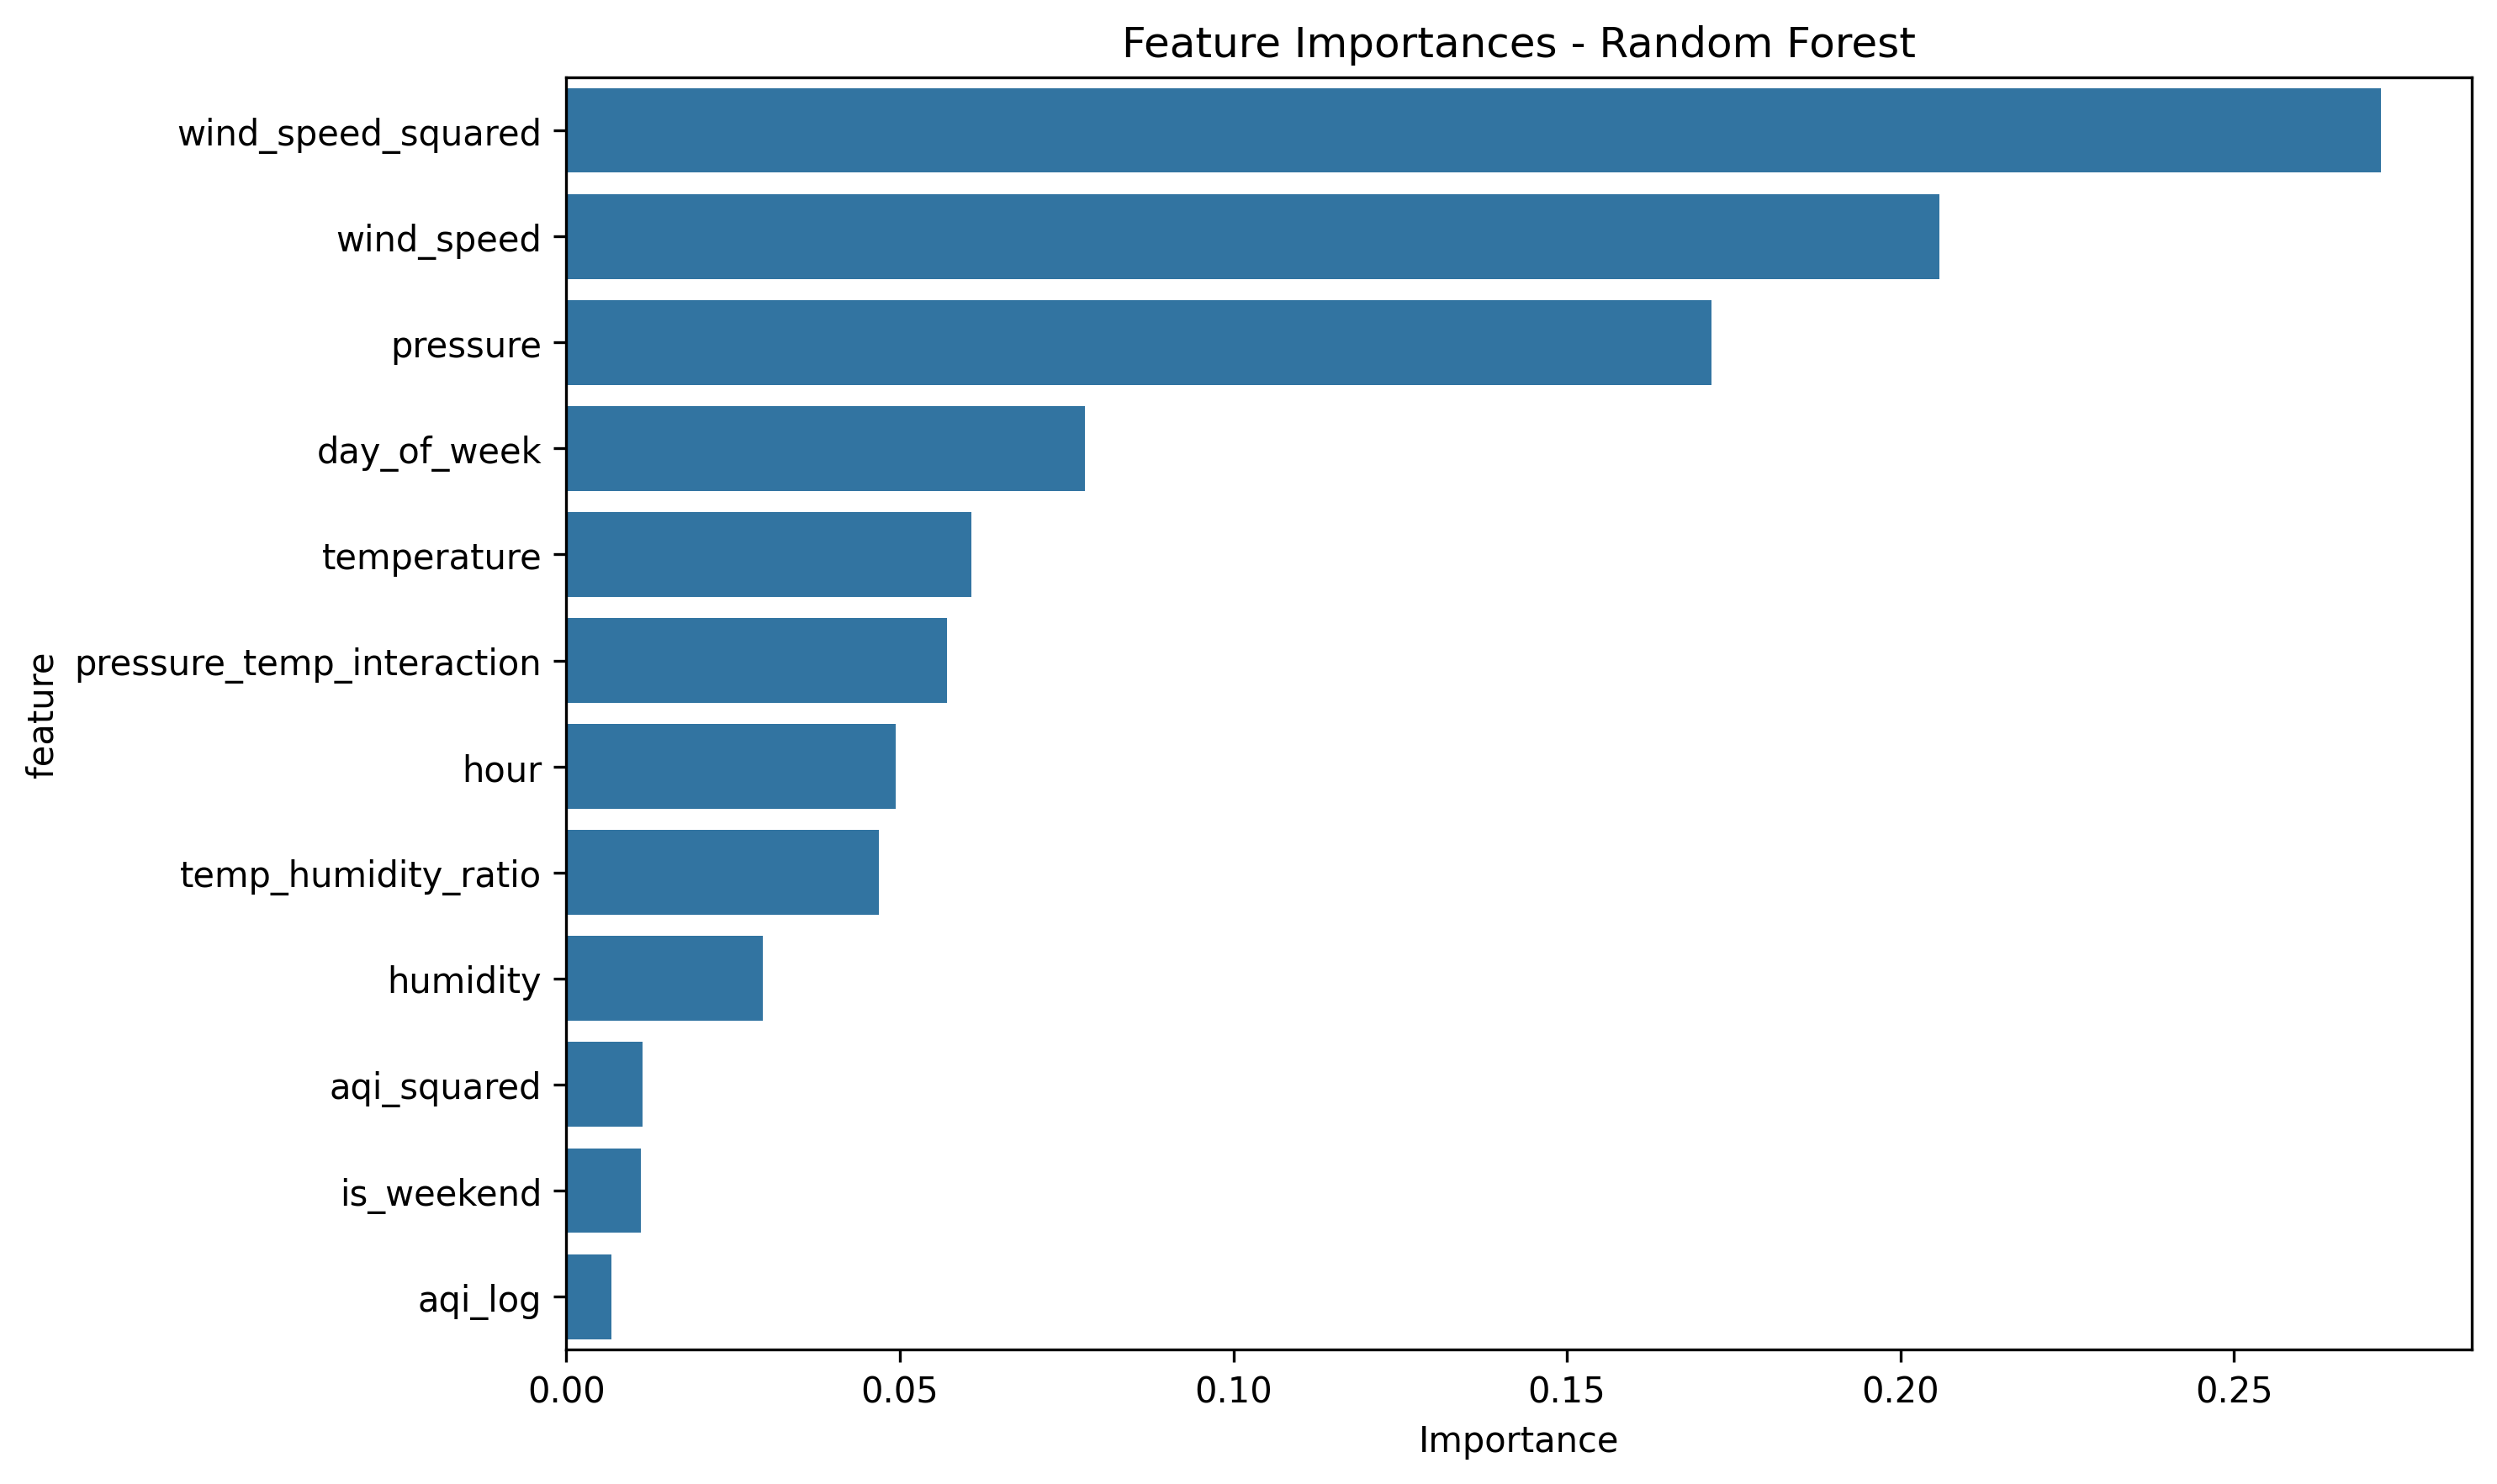 Feature Importances - Random Forest
wind_speed_squared
wind_speed
pressure
day_of_week
temperature
pressure_temp_interaction
hour
temp_humidity_ratio
humidity
aqi_squared
is_weekend
aqi_log
feature
0.00 0.05 0.10 0.15 0.20 0.25
Importance